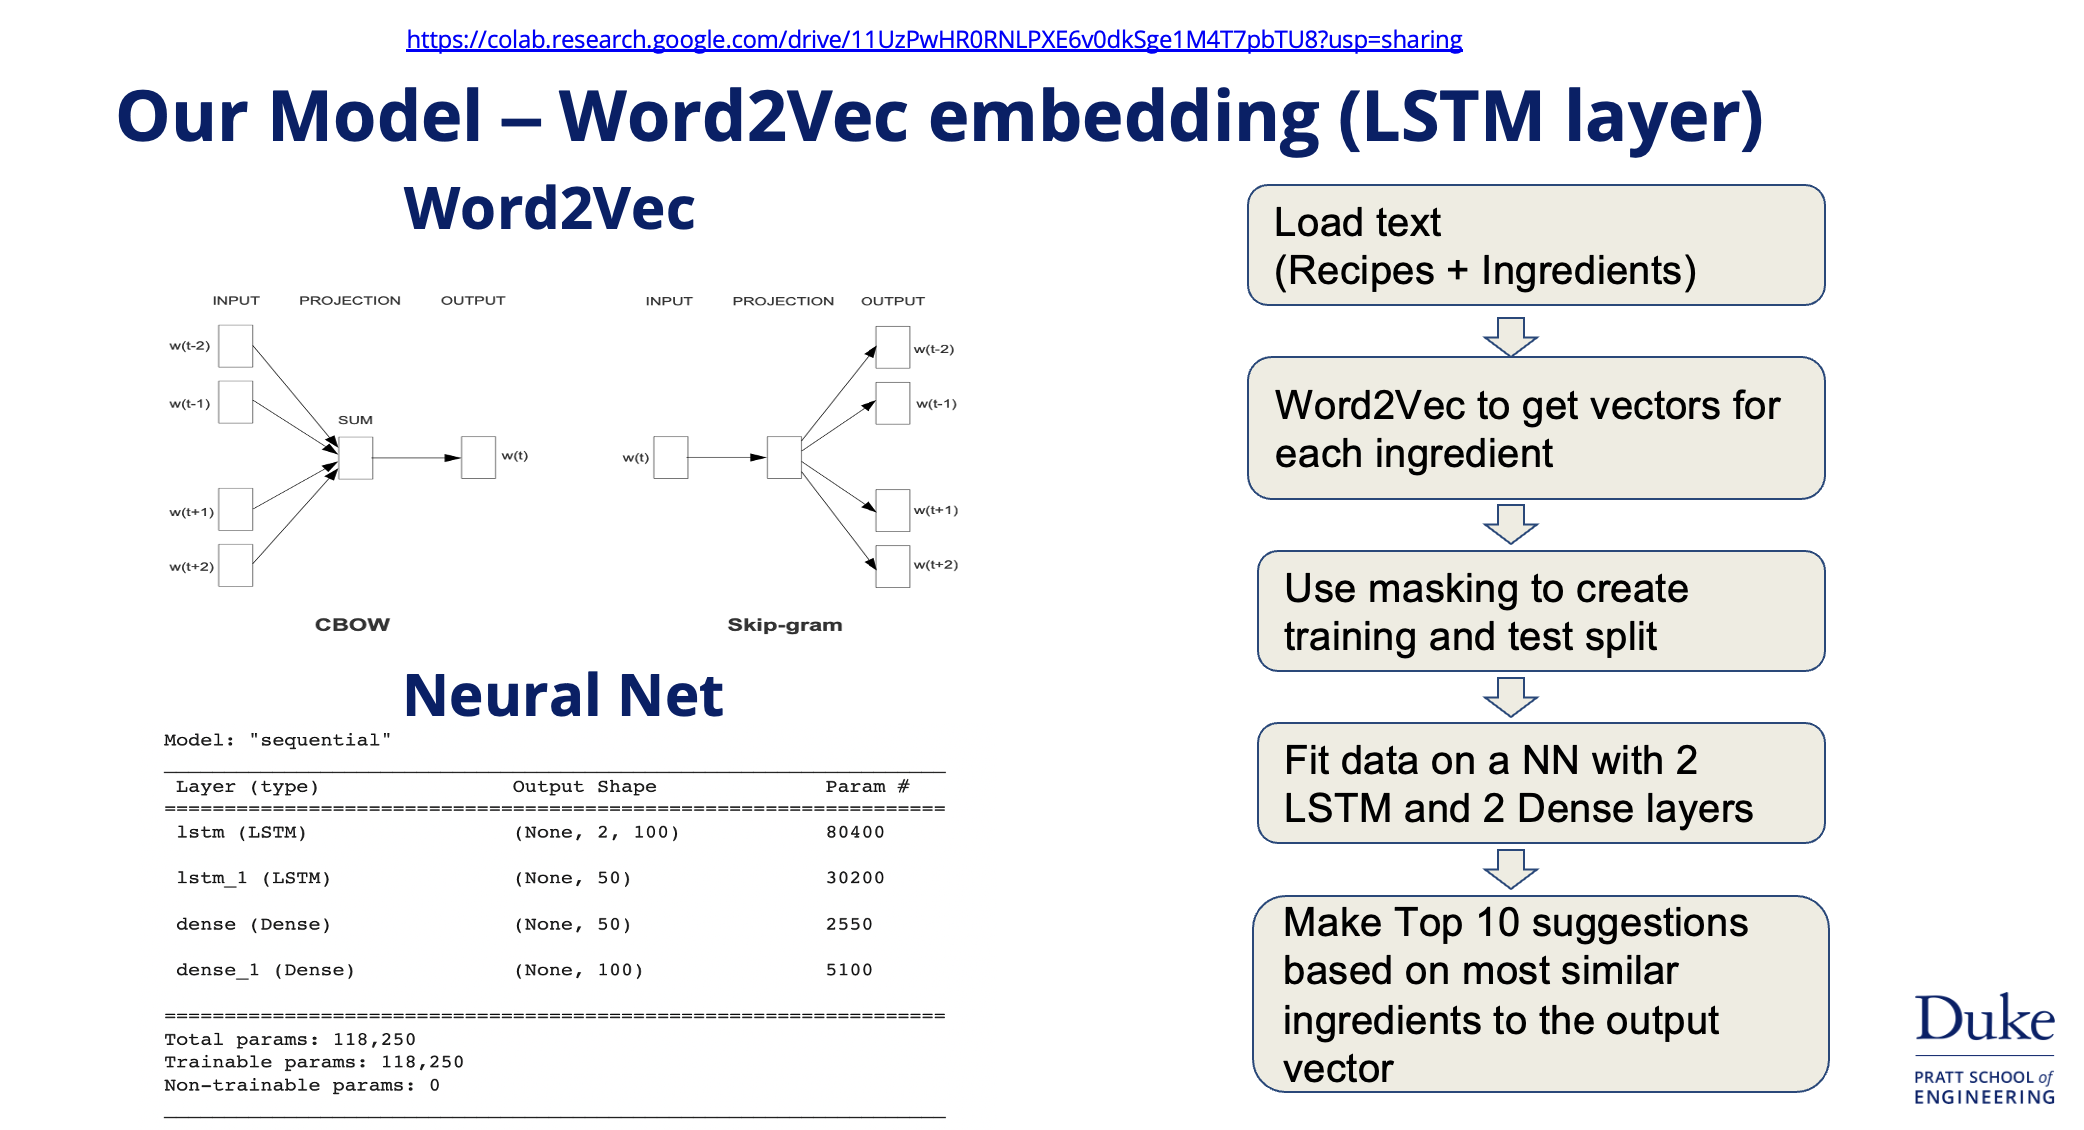 https://colab.research.google.com/drive/11UzPwHR0RNLPXE6v0dkSge1M4T7pbTU8?usp=sharing
Our Model – Word2Vec embedding (LSTM layer)
Word2Vec
INPUT PROJECTION OUTPUT
w(t-2)
w(t-1)
SUM
w(t)
w(t+1)
w(t+2)
CBOW
INPUT PROJECTION OUTPUT
w(t-2)
w(t-1)
w(t)
w(t+1)
w(t+2)
Skip-gram
Neural Net
Model: "sequential"
Layer (type) Output Shape Param #
lstm (LSTM) (None, 2, 100) 80400
lstm_1 (LSTM) (None, 50) 30200
dense (Dense) (None, 50) 2550
dense_1 (Dense) (None, 100) 5100
Total params: 118,250
Trainable params: 118,250
Non-trainable params: 0
Load text
(Recipes + Ingredients)
Word2Vec to get vectors for
each ingredient
Use masking to create
training and test split
Fit data on a NN with 2
LSTM and 2 Dense layers
Make Top 10 suggestions
based on most similar
ingredients to the output
vector
Duke
PRATT SCHOOL of
ENGINEERING